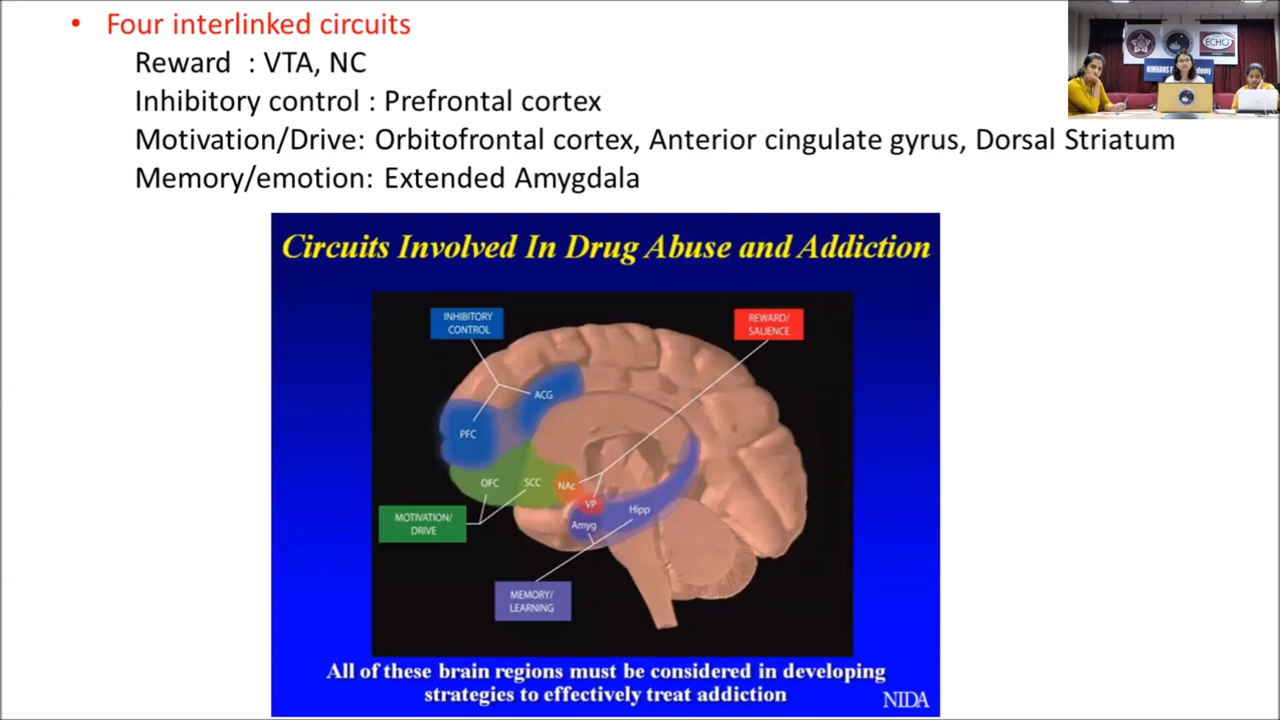 • Four interlinked circuits
Reward : VTA, NC
Inhibitory control : Prefrontal cortex
Motivation/Drive: Orbitofrontal cortex, Anterior cingulate gyrus, Dorsal Striatum
Memory/emotion: Extended Amygdala
ECHO
NIMHANS
Circuits Involved In Drug Abuse and Addiction
INHIBITORY
CONTROL
REWARD/
SALIENCE
ACG
PFC
OFC
SCC
NAc
VP
Hipp
Amyg
MOTIVATION/
DRIVE
MEMORY/
LEARNING
All of these brain regions must be considered in developing
strategies to effectively treat addiction
NIDA